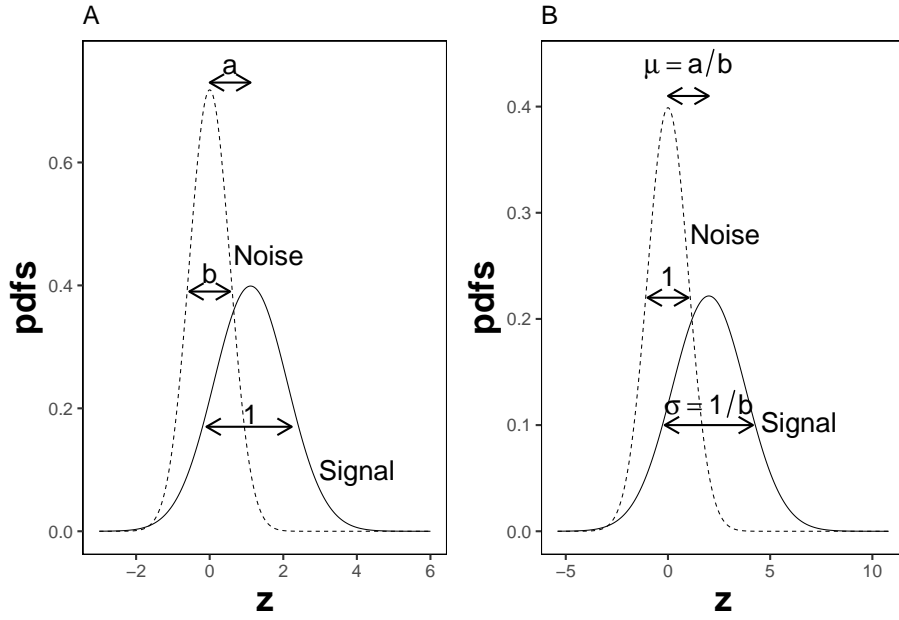 A
B
a
μ = a/b
0.6
0.4
0.2
0.0
pdfs
b
Noise
1
Signal
−2
0
2
4
6
z
0.4
0.3
0.2
0.1
0.0
pdfs
1
Noise
σ = 1/b
Signal
−5
0
5
10
z